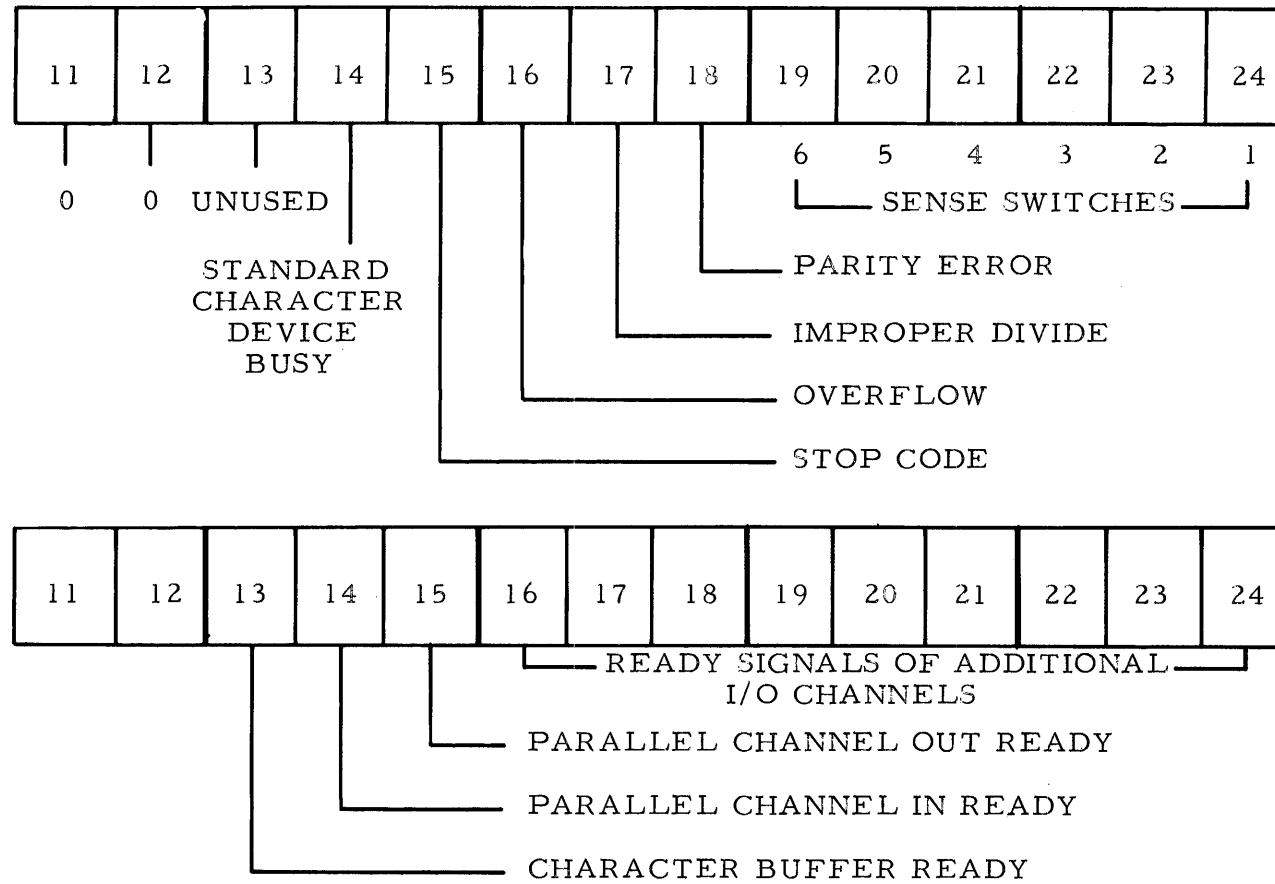 11 12 13 14 15 16 17 18 19 20 21 22 23 24
6 5 4 3 2 1
0 0 UNUSED
SENSE SWITCHES
STANDARD
CHARACTER
DEVICE
BUSY
PARITY ERROR
IMPROPER DIVIDE
OVERFLOW
STOP CODE
11 12 13 14 15 16 17 18 19 20 21 22 23 24
READY SIGNALS OF ADDITIONAL
I/O CHANNELS
PARALLEL CHANNEL OUT READY
PARALLEL CHANNEL IN READY
CHARACTER BUFFER READY